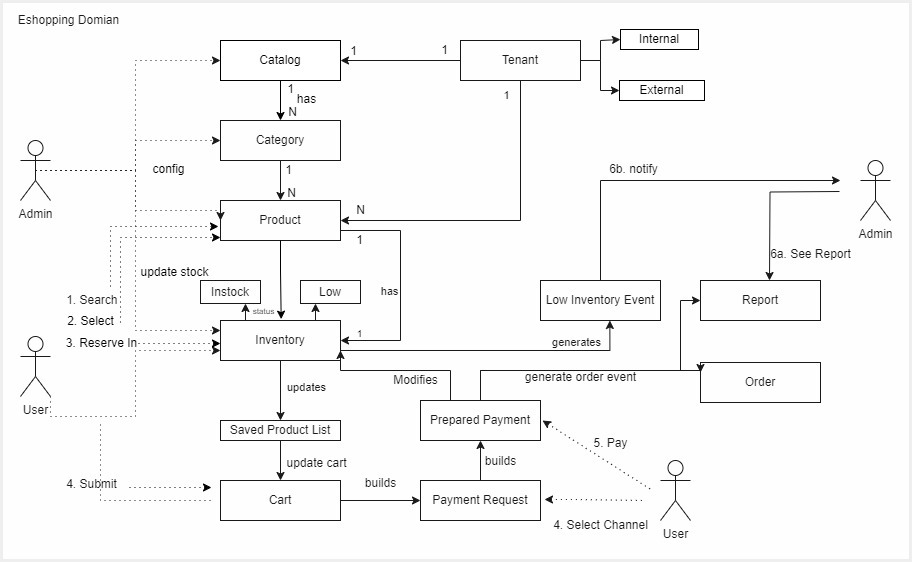 Eshopping Domian
Internal
1
1
Catalog
Tenant
1
has
1
External
N
Category
config
1
6b. notify
N
N
Admin
Product
1
Admin
6a. See Report
update stock
Instock
Low
has
1. Search
Low Inventory Event
Report
status
2. Select
1
3. Reserve In
Inventory
generates
Modifies
generate order event
Order
updates
User
Prepared Payment
Saved Product List
5. Pay
update cart
builds
4. Submit
builds
Cart
Payment Request
4. Select Channel
User